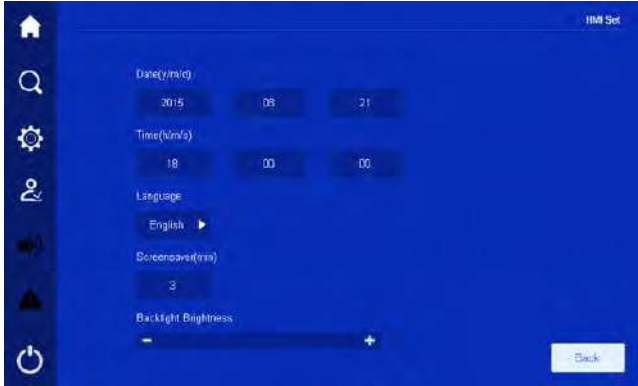 HMI Set
Date(y/m/d)
2015 08 21
Time(h/m/s)
18 00 00
Language
English
Screensaver(min)
3
Backlight Brightness
- +
Back